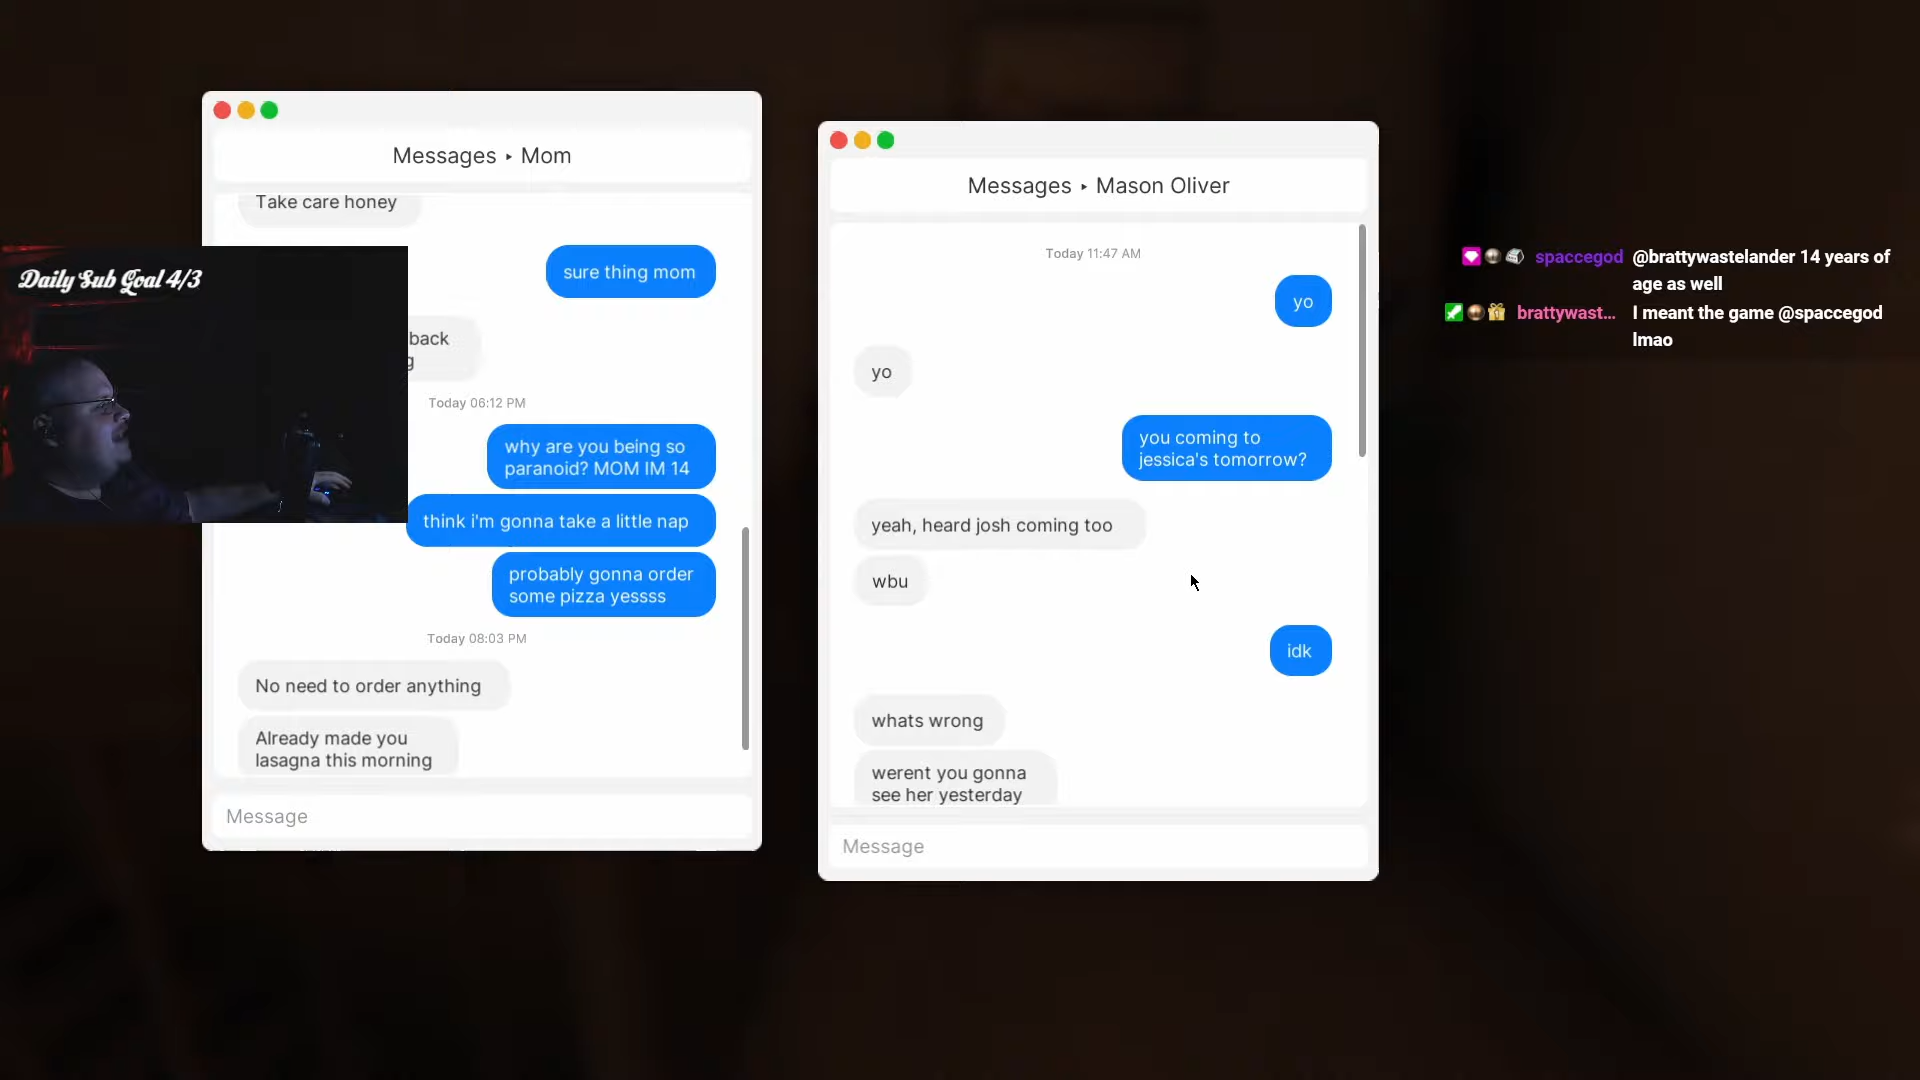 Messages ▸ Mom
Take care honey
sure thing mom
back
g
Today 06:12 PM
why are you being so
paranoid? MOM IM 14
think i'm gonna take a little nap
probably gonna order
some pizza yessss
Today 08:03 PM
No need to order anything
Already made you
lasagna this morning
Message
Daily Sub Goal 4/3
Messages ▸ Mason Oliver
Today 11:47 AM
yo
yo
you coming to
jessica's tomorrow?
yeah, heard josh coming too
wbu
idk
whats wrong
werent you gonna
see her yesterday
Message
spaccegod @brattywastelander 14 years of
age as well
brattywast... I meant the game @spaccegod
lmao